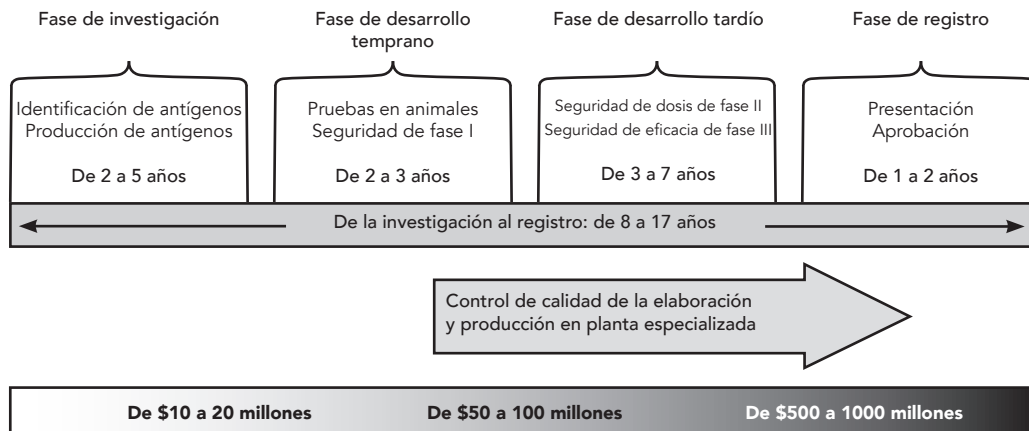 Fase de investigación
Fase de desarrollo
temprano
Fase de desarrollo tardío
Fase de registro
Identificación de antígenos
Producción de antígenos
De 2 a 5 años
Pruebas en animales
Seguridad de fase I
De 2 a 3 años
Seguridad de dosis de fase II
Seguridad de eficacia de fase III
De 3 a 7 años
Presentación
Aprobación
De 1 a 2 años
De la investigación al registro: de 8 a 17 años
Control de calidad de la elaboración
y producción en planta especializada
De $10 a 20 millones
De $50 a 100 millones
De $500 a 1000 millones